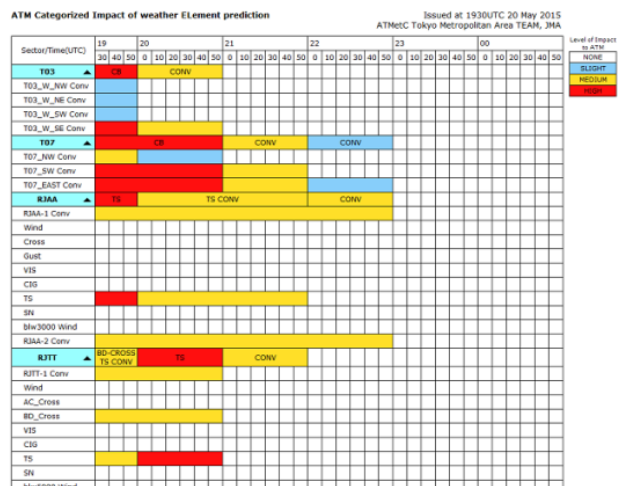 ATM Categorized Impact of weather ELement prediction
Issued at 1930UTC 20 May 2015
ATMetC Tokyo Metropolitan Area TEAM, JMA
Level of Impact
to ATM
NONE
SLIGHT
MEDIUM
HIGH
Sector/Time(UTC) 19 20 21 22 23 00
30 40 50 0 10 20 30 40 50 0 10 20 30 40 50 0 10 20 30 40 50 0 10 20 30 40 50 0 10 20 30 40 50
T03 ▲ CB CONV
T03_W_NW Conv
T03_W_NE Conv
T03_W_SW Conv
T03_W_SE Conv
T07 ▲ CB CONV CONV
T07_NW Conv
T07_SW Conv
T07_EAST Conv
RJAA ▲ TS TS CONV CONV
RJAA-1 Conv
Wind
Cross
Gust
VIS
CIG
TS
SN
blw3000 Wind
RJAA-2 Conv
RJTT ▲ BD-CROSS TS CONV TS CONV
RJTT-1 Conv
Wind
AC_Cross
BD_Cross
VIS
CIG
TS
SN